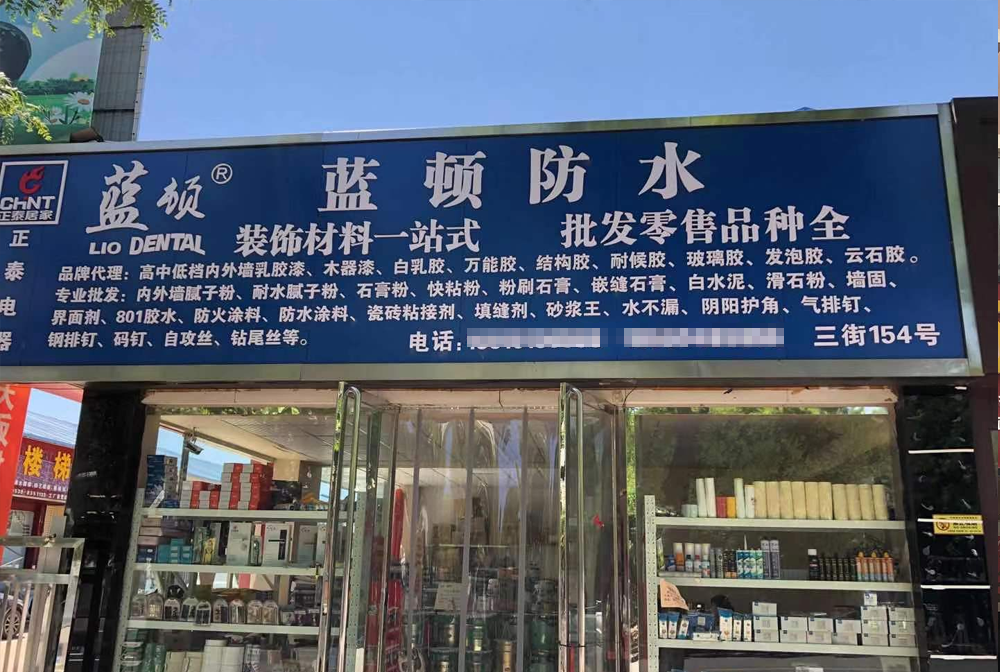 CHNT
正泰居家
正泰电器
蓝顿®
LIO DENTAL
蓝顿防水
装饰材料一站式 批发零售品种全
品牌代理：高中低档内外墙乳胶漆、木器漆、白乳胶、万能胶、结构胶、耐候胶、玻璃胶、发泡胶、云石胶。
专业批发：内外墙腻子粉、耐水腻子粉、石膏粉、快粘粉、粉刷石膏、嵌缝石膏、白水泥、滑石粉、墙固、
界面剂、801胶水、防火涂料、防水涂料、瓷砖粘接剂、填缝剂、砂浆王、水不漏、阴阳护角、气排钉、
钢排钉、码钉、自攻丝、钻尾丝等。
电话： 三街154号
楼梯